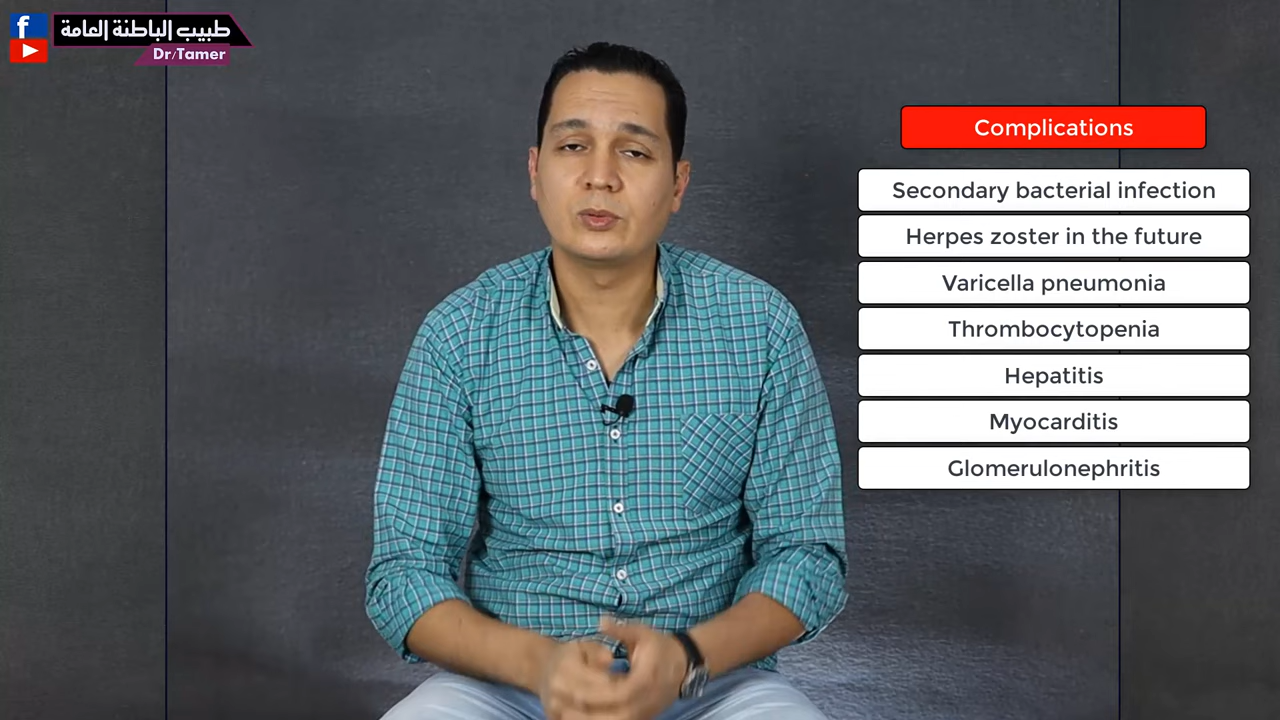 f
طبيب الباطنة العامة
Dr/Tamer
Complications
Secondary bacterial infection
Herpes zoster in the future
Varicella pneumonia
Thrombocytopenia
Hepatitis
Myocarditis
Glomerulonephritis